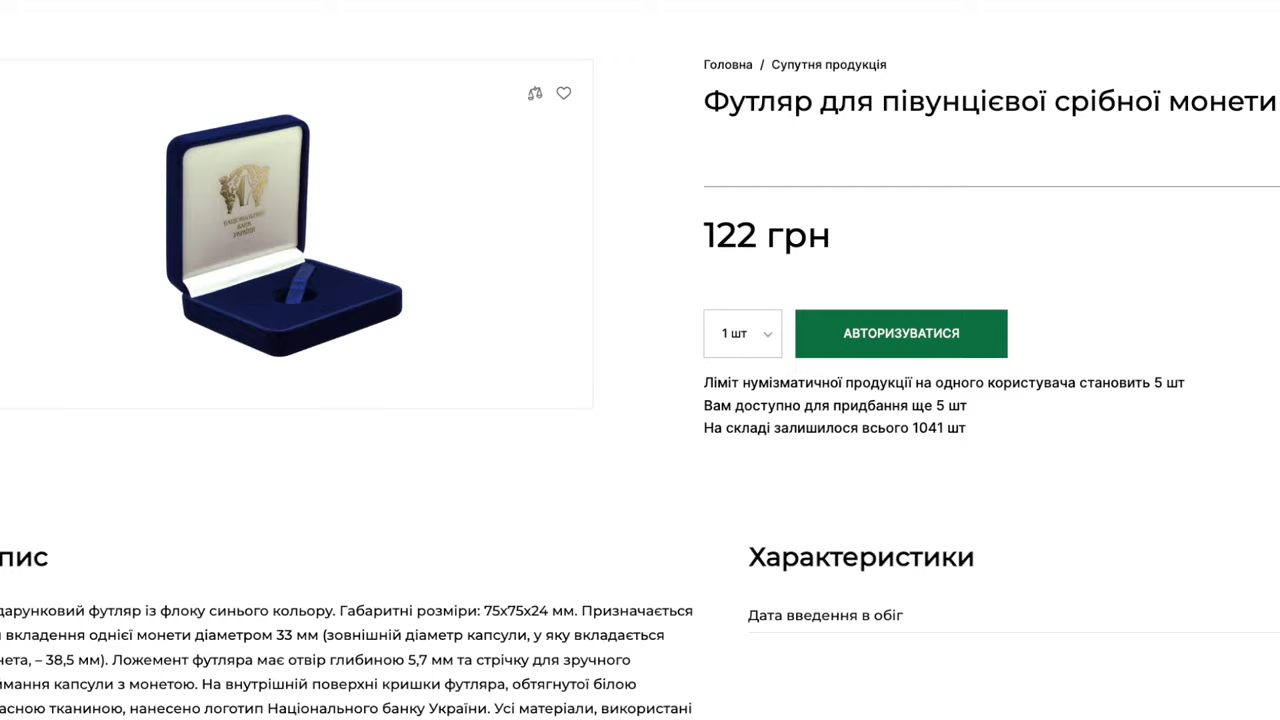 Головна / Супутня продукція
Футляр для півунцієвої срібної монети
НАЦІОНАЛЬНИЙ
БАНК
УКРАЇНИ
122 грн
1 шт
АВТОРИЗУВАТИСЯ
Ліміт нумізматичної продукції на одного користувача становить 5 шт
Вам доступно для придбання ще 5 шт
На складі залишилося всього 1041 шт
пис
дарунковий футляр із флоку синього кольору. Габаритні розміри: 75х75х24 мм. Призначається
вкладення однієї монети діаметром 33 мм (зовнішній діаметр капсули, у яку вкладається
нета, – 38,5 мм). Ложемент футляра має отвір глибиною 5,7 мм та стрічку для зручного
имання капсули з монетою. На внутрішній поверхні кришки футляра, обтягнутої білою
асною тканиною, нанесено логотип Національного банку України. Усі матеріали, використані
Характеристики
Дата введення в обіг